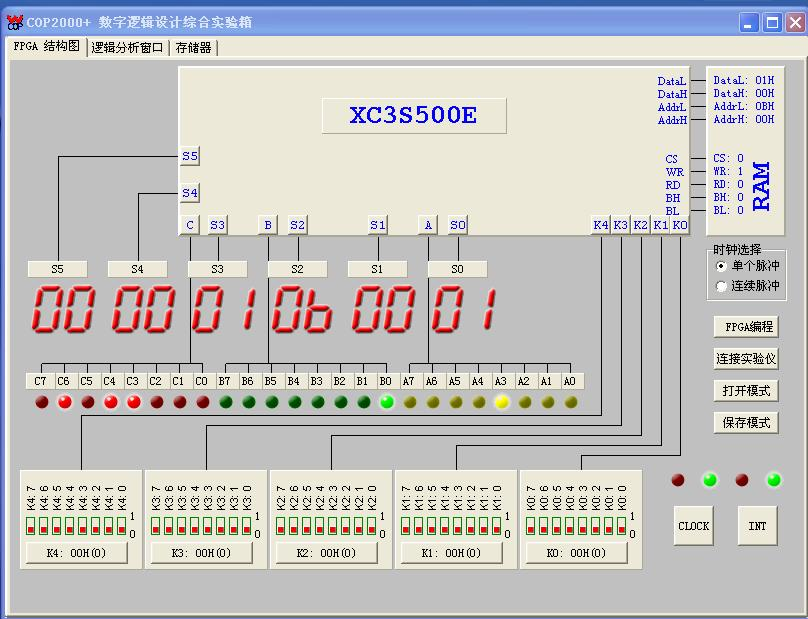 COP2000+ 数字逻辑设计综合实验箱
FPGA 结构图 逻辑分析窗口 存储器
XC3S500E
DataL DataL: 01H
DataH DataH: 00H
AddrL AddrL: 0BH
AddrH AddrH: 00H
CS CS: 0
WR WR: 1
RD RD: 0
BH BH: 0
BL BL: 0
RAM
S5
S4
C S3 B S2 S1 A S0 K4 K3 K2 K1 K0
时钟选择
单个脉冲
连续脉冲
S5 S4 S3 S2 S1 S0
00 00 01 0b 00 01
FPGA编程
连接实验仪
打开模式
保存模式
C7 C6 C5 C4 C3 C2 C1 C0 B7 B6 B5 B4 B3 B2 B1 B0 A7 A6 A5 A4 A3 A2 A1 A0
K4:7 K4:6 K4:5 K4:4 K4:3 K4:2 K4:1 K4:0 1 0
K4: 00H(0)
K3:7 K3:6 K3:5 K3:4 K3:3 K3:2 K3:1 K3:0 1 0
K3: 00H(0)
K2:7 K2:6 K2:5 K2:4 K2:3 K2:2 K2:1 K2:0 1 0
K2: 00H(0)
K1:7 K1:6 K1:5 K1:4 K1:3 K1:2 K1:1 K1:0 1 0
K1: 00H(0)
K0:7 K0:6 K0:5 K0:4 K0:3 K0:2 K0:1 K0:0 1 0
K0: 00H(0)
CLOCK INT